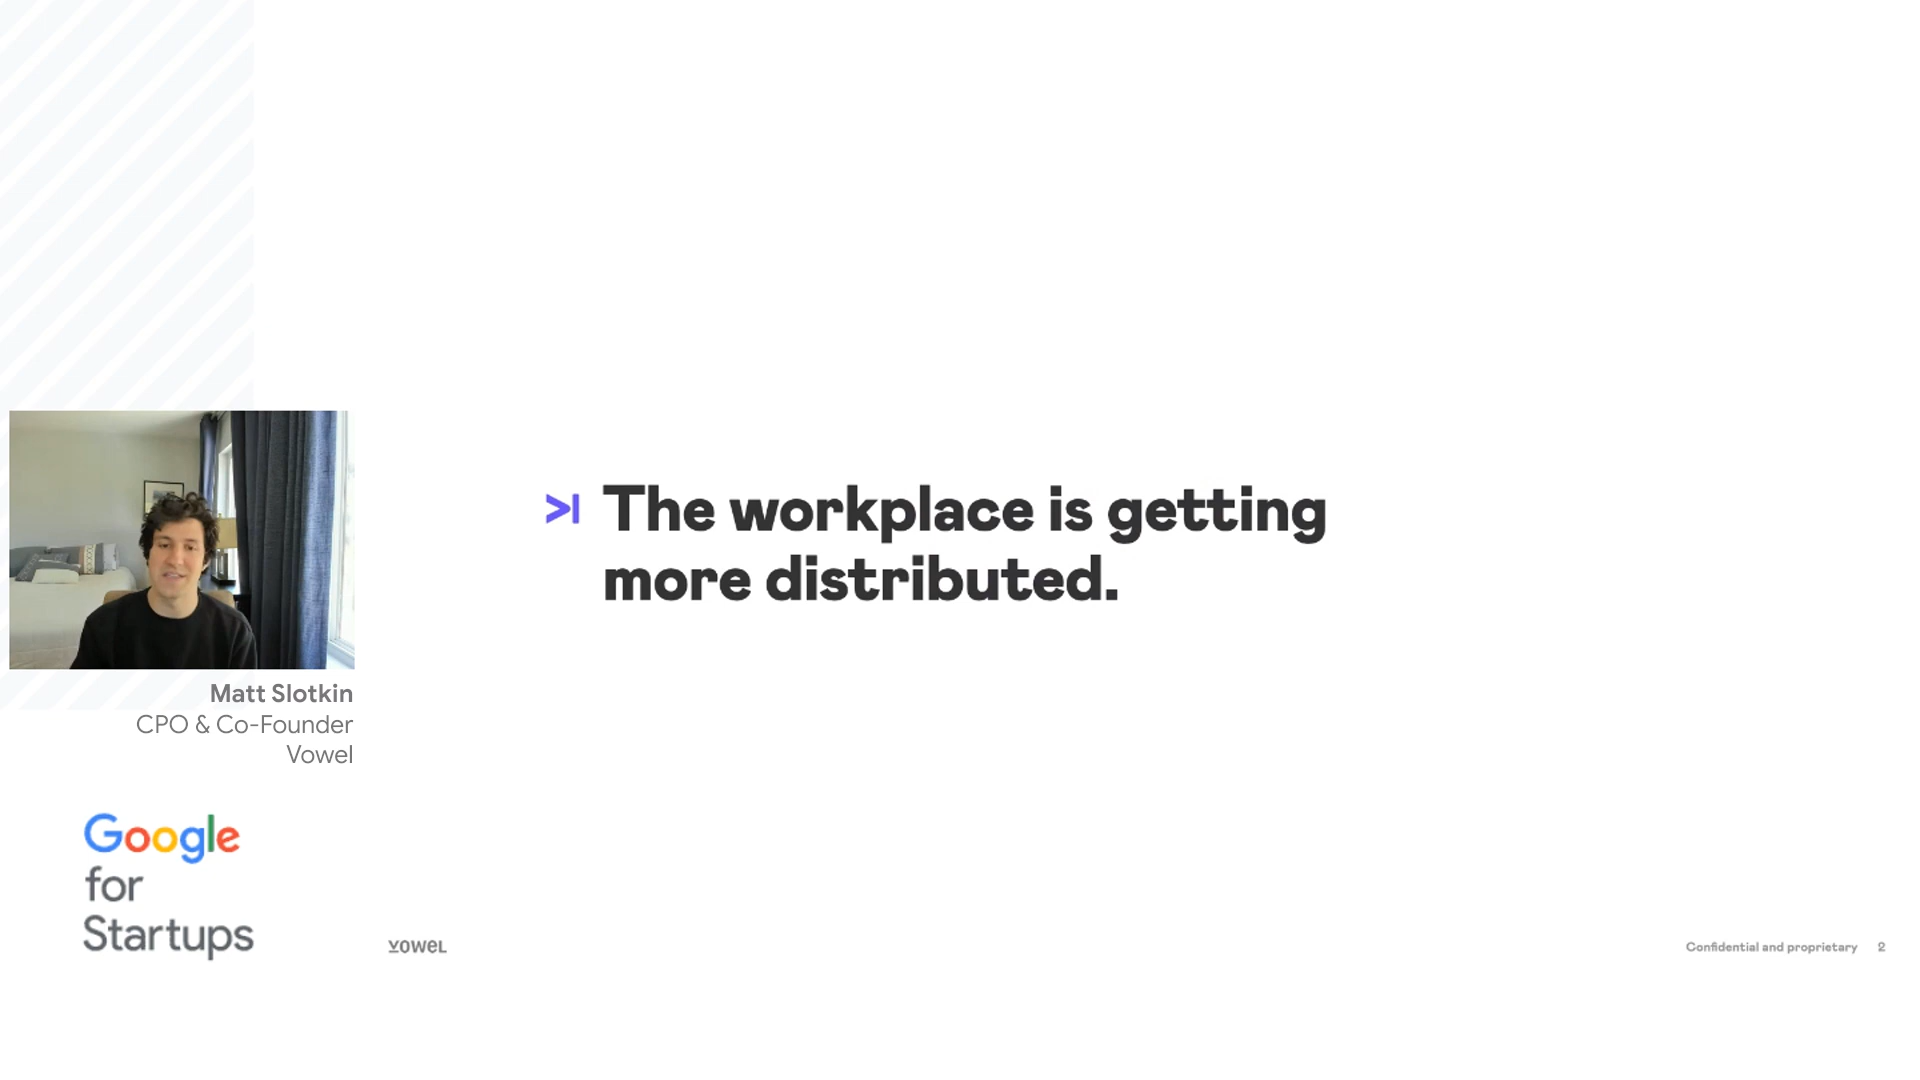 >I The workplace is getting
more distributed.
Matt Slotkin
CPO & Co-Founder
Vowel
Google
for
Startups
vowel
Confidential and proprietary 2